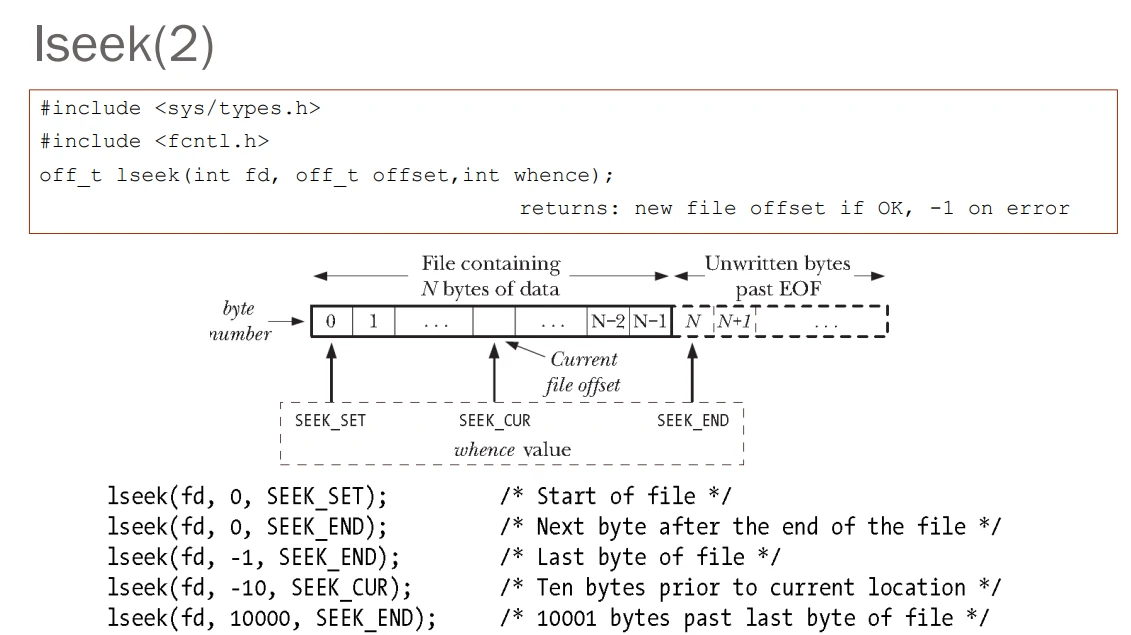 lseek(2)
#include <sys/types.h>
#include <fcntl.h>
off_t lseek(int fd, off_t offset,int whence);
returns: new file offset if OK, -1 on error
File containing
N bytes of data
Unwritten bytes
past EOF
byte
number
0 1 ... ... N−2 N−1 N N+1 ...
Current
file offset
SEEK_SET SEEK_CUR SEEK_END
whence value
lseek(fd, 0, SEEK_SET); /* Start of file */
lseek(fd, 0, SEEK_END); /* Next byte after the end of the file */
lseek(fd, -1, SEEK_END); /* Last byte of file */
lseek(fd, -10, SEEK_CUR); /* Ten bytes prior to current location */
lseek(fd, 10000, SEEK_END); /* 10001 bytes past last byte of file */